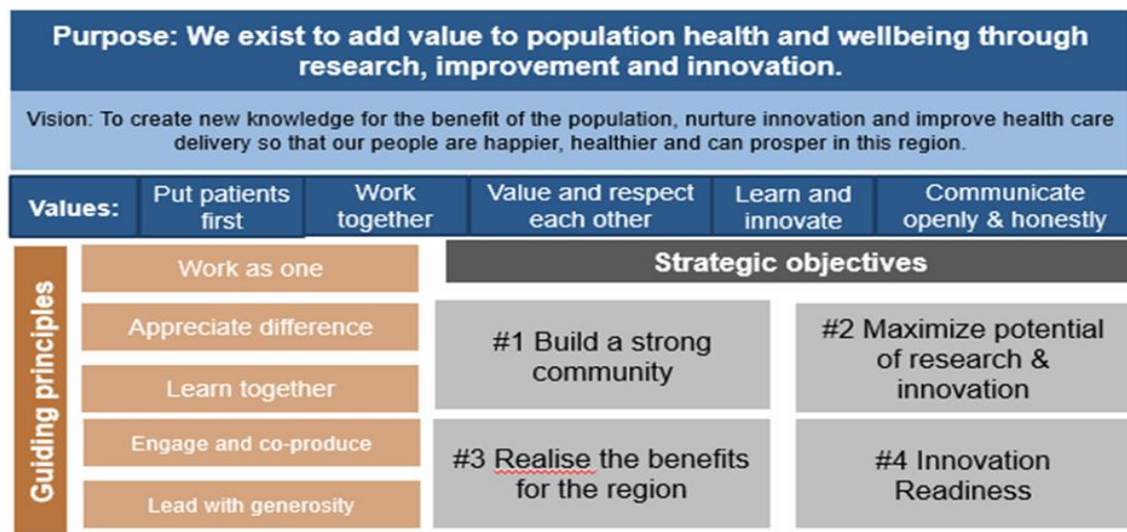 Purpose: We exist to add value to population health and wellbeing through
research, improvement and innovation.
Vision: To create new knowledge for the benefit of the population, nurture innovation and improve health care
delivery so that our people are happier, healthier and can prosper in this region.
Values:
Put patients
first
Work
together
Value and respect
each other
Learn and
innovate
Communicate
openly & honestly
Guiding principles
Work as one
Appreciate difference
Learn together
Engage and co-produce
Lead with generosity
Strategic objectives
#1 Build a strong
community
#2 Maximize potential
of research &
innovation
#3 Realise the benefits
for the region
#4 Innovation
Readiness